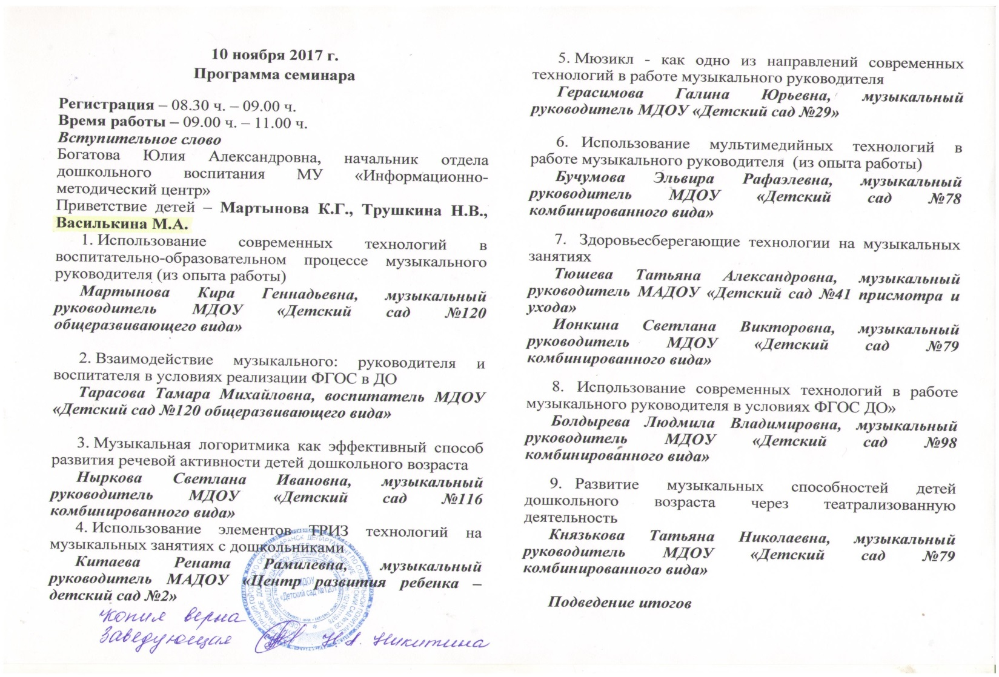 10 ноября 2017 г.
Программа семинара
Регистрация – 08.30 ч. – 09.00 ч.
Время работы – 09.00 ч. – 11.00 ч.
Вступительное слово
Богатова Юлия Александровна, начальник отдела
дошкольного воспитания МУ «Информационно-
методический центр»
Приветствие детей – Мартынова К.Г., Трушкина Н.В.,
Василькина М.А.
1. Использование современных технологий в
воспитательно-образовательном процессе музыкального
руководителя (из опыта работы)
Мартынова Кира Геннадьевна, музыкальный
руководитель МДОУ «Детский сад №120
общеразвивающего вида»
2. Взаимодействие музыкального: руководителя и
воспитателя в условиях реализации ФГОС в ДО
Тарасова Тамара Михайловна, воспитатель МДОУ
«Детский сад №120 общеразвивающего вида»
3. Музыкальная логоритмика как эффективный способ
развития речевой активности детей дошкольного возраста
Ныркова Светлана Ивановна, музыкальный
руководитель МДОУ «Детский сад №116
комбинированного вида»
4. Использование элементов ТРИЗ технологий на
музыкальных занятиях с дошкольниками
Китаева Рената Рамилевна, музыкальный
руководитель МАДОУ «Центр развития ребенка –
детский сад №2»
МДОУ
«Детский сад №120»
Копия верна
Заведующая Н.А. Никитина
5. Мюзикл - как одно из направлений современных
технологий в работе музыкального руководителя
Герасимова Галина Юрьевна, музыкальный
руководитель МДОУ «Детский сад №29»
6. Использование мультимедийных технологий в
работе музыкального руководителя (из опыта работы)
Бучумова Эльвира Рафаэлевна, музыкальный
руководитель МДОУ «Детский сад №78
комбинированного вида»
7. Здоровьесберегающие технологии на музыкальных
занятиях
Тюшева Татьяна Александровна, музыкальный
руководитель МАДОУ «Детский сад №41 присмотра и
ухода»
Ионкина Светлана Викторовна, музыкальный
руководитель МДОУ «Детский сад №79
комбинированного вида»
8. Использование современных технологий в работе
музыкального руководителя в условиях ФГОС ДО»
Болдырева Людмила Владимировна, музыкальный
руководитель МДОУ «Детский сад №98
комбинированного вида»
9. Развитие музыкальных способностей детей
дошкольного возраста через театрализованную
деятельность
Князькова Татьяна Николаевна, музыкальный
руководитель МДОУ «Детский сад №79
комбинированного вида»
Подведение итогов